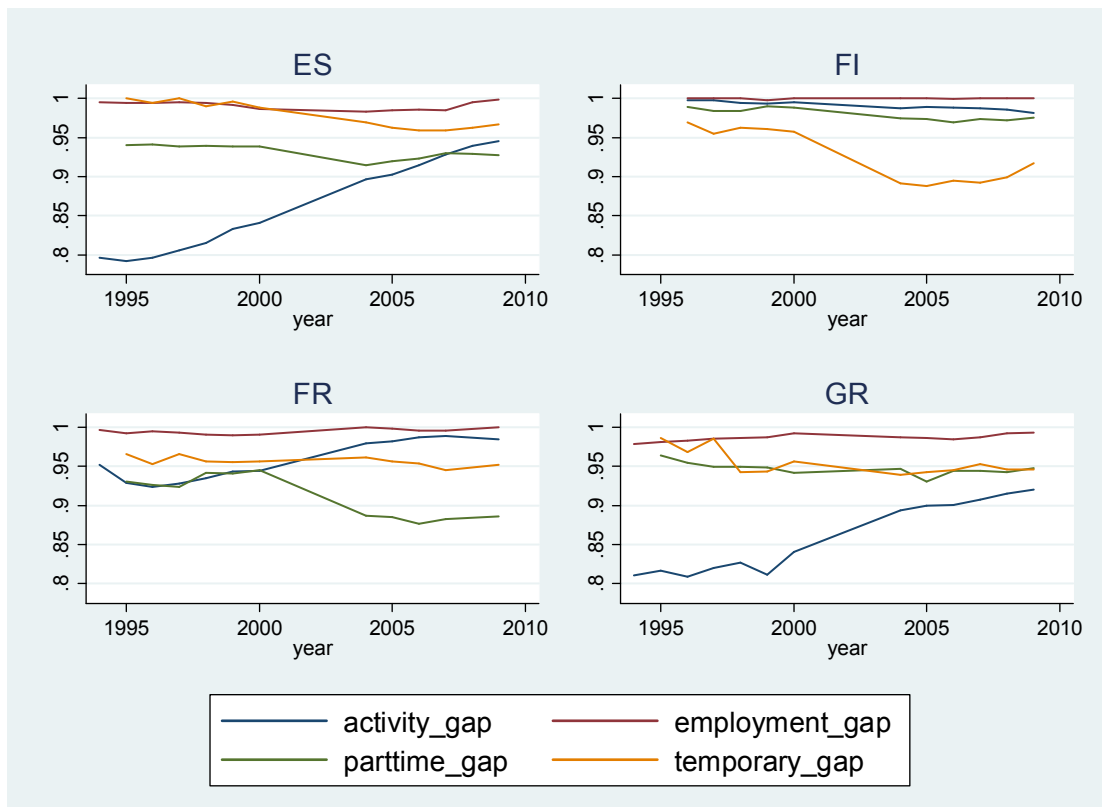 ES
1
.95
.9
.85
.8
1995 2000 2005 2010
year
FI
1
.95
.9
.85
.8
1995 2000 2005 2010
year
FR
1
.95
.9
.85
.8
1995 2000 2005 2010
year
GR
1
.95
.9
.85
.8
1995 2000 2005 2010
year
activity_gap employment_gap
parttime_gap temporary_gap